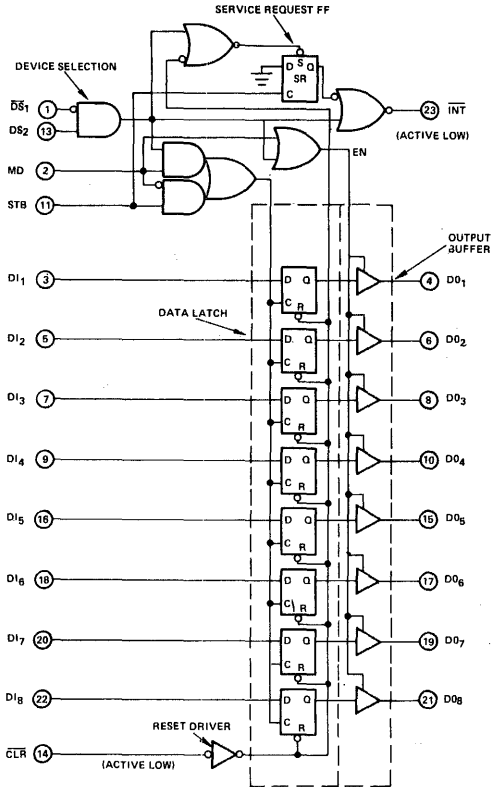 SERVICE REQUEST FF
DEVICE SELECTION
S
D Q
SR
C
DS1 1
DS2 13
23 INT
(ACTIVE LOW)
MD 2
EN
STB 11
OUTPUT
BUFFER
DI1 3
D Q
C R
4 DO1
DATA LATCH
DI2 5
D Q
C R
6 DO2
DI3 7
D Q
C R
8 DO3
DI4 9
D Q
C R
10 DO4
DI5 16
D Q
C R
15 DO5
DI6 18
D Q
C R
17 DO6
DI7 20
D Q
C R
19 DO7
DI8 22
D Q
C R
21 DO8
RESET DRIVER
CLR 14
(ACTIVE LOW)